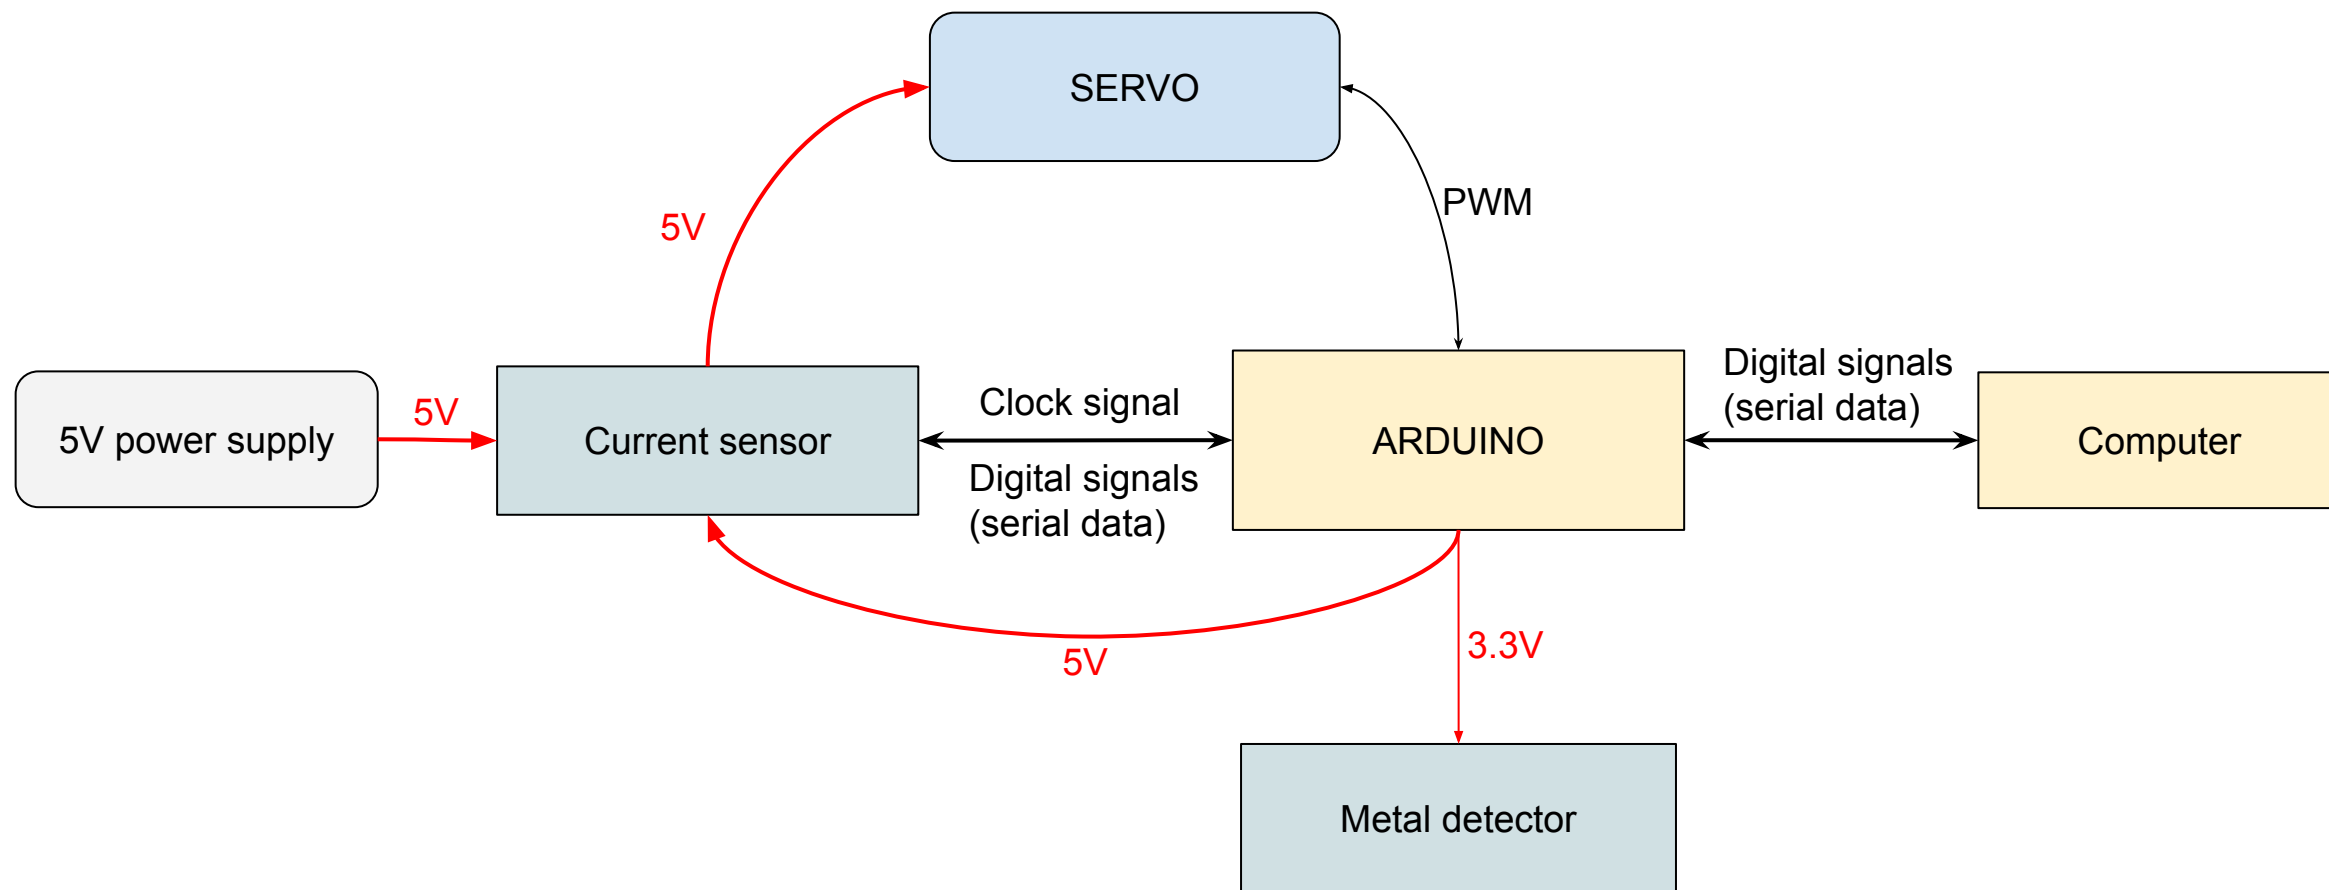 SERVO
5V
PWM
5V power supply
5V
Current sensor
Clock signal
Digital signals
(serial data)
ARDUINO
Digital signals
(serial data)
Computer
5V
3.3V
Metal detector